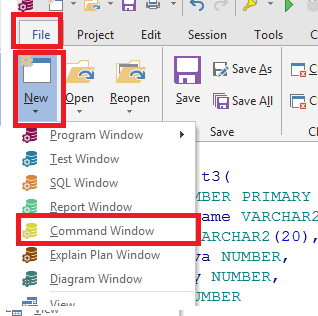 File Project Edit Session Tools
New Open Reopen Save Save As
Save
Program Window
Test Window
SQL Window
Report Window
Command Window
Explain Plan Window
Diagram Window
View
t3(
MBER PRIMARY
ame VARCHAR2
ARCHAR2(20),
va NUMBER,
y NUMBER,
UMBER